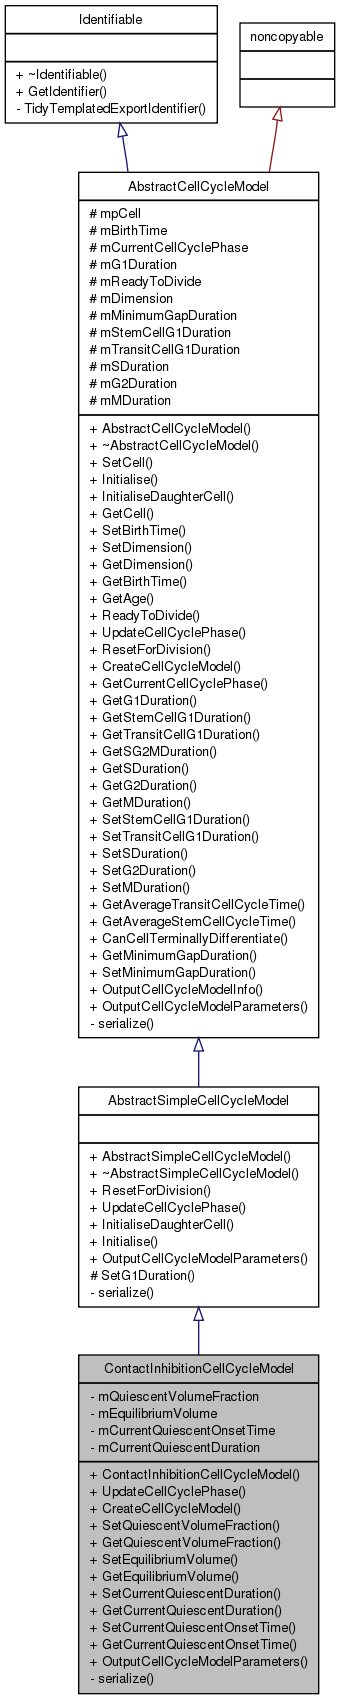 Identifiable
+ ~Identifiable()
+ GetIdentifier()
- TidyTemplatedExportIdentifier()
noncopyable
AbstractCellCycleModel
# mpCell
# mBirthTime
# mCurrentCellCyclePhase
# mG1Duration
# mReadyToDivide
# mDimension
# mMinimumGapDuration
# mStemCellG1Duration
# mTransitCellG1Duration
# mSDuration
# mG2Duration
# mMDuration
+ AbstractCellCycleModel()
+ ~AbstractCellCycleModel()
+ SetCell()
+ Initialise()
+ InitialiseDaughterCell()
+ GetCell()
+ SetBirthTime()
+ SetDimension()
+ GetDimension()
+ GetBirthTime()
+ GetAge()
+ ReadyToDivide()
+ UpdateCellCyclePhase()
+ ResetForDivision()
+ CreateCellCycleModel()
+ GetCurrentCellCyclePhase()
+ GetG1Duration()
+ GetStemCellG1Duration()
+ GetTransitCellG1Duration()
+ GetSG2MDuration()
+ GetSDuration()
+ GetG2Duration()
+ GetMDuration()
+ SetStemCellG1Duration()
+ SetTransitCellG1Duration()
+ SetSDuration()
+ SetG2Duration()
+ SetMDuration()
+ GetAverageTransitCellCycleTime()
+ GetAverageStemCellCycleTime()
+ CanCellTerminallyDifferentiate()
+ GetMinimumGapDuration()
+ SetMinimumGapDuration()
+ OutputCellCycleModelInfo()
+ OutputCellCycleModelParameters()
- serialize()
AbstractSimpleCellCycleModel
+ AbstractSimpleCellCycleModel()
+ ~AbstractSimpleCellCycleModel()
+ ResetForDivision()
+ UpdateCellCyclePhase()
+ InitialiseDaughterCell()
+ Initialise()
+ OutputCellCycleModelParameters()
# SetG1Duration()
- serialize()
ContactInhibitionCellCycleModel
- mQuiescentVolumeFraction
- mEquilibriumVolume
- mCurrentQuiescentOnsetTime
- mCurrentQuiescentDuration
+ ContactInhibitionCellCycleModel()
+ UpdateCellCyclePhase()
+ CreateCellCycleModel()
+ SetQuiescentVolumeFraction()
+ GetQuiescentVolumeFraction()
+ SetEquilibriumVolume()
+ GetEquilibriumVolume()
+ SetCurrentQuiescentDuration()
+ GetCurrentQuiescentDuration()
+ SetCurrentQuiescentOnsetTime()
+ GetCurrentQuiescentOnsetTime()
+ OutputCellCycleModelParameters()
- serialize()